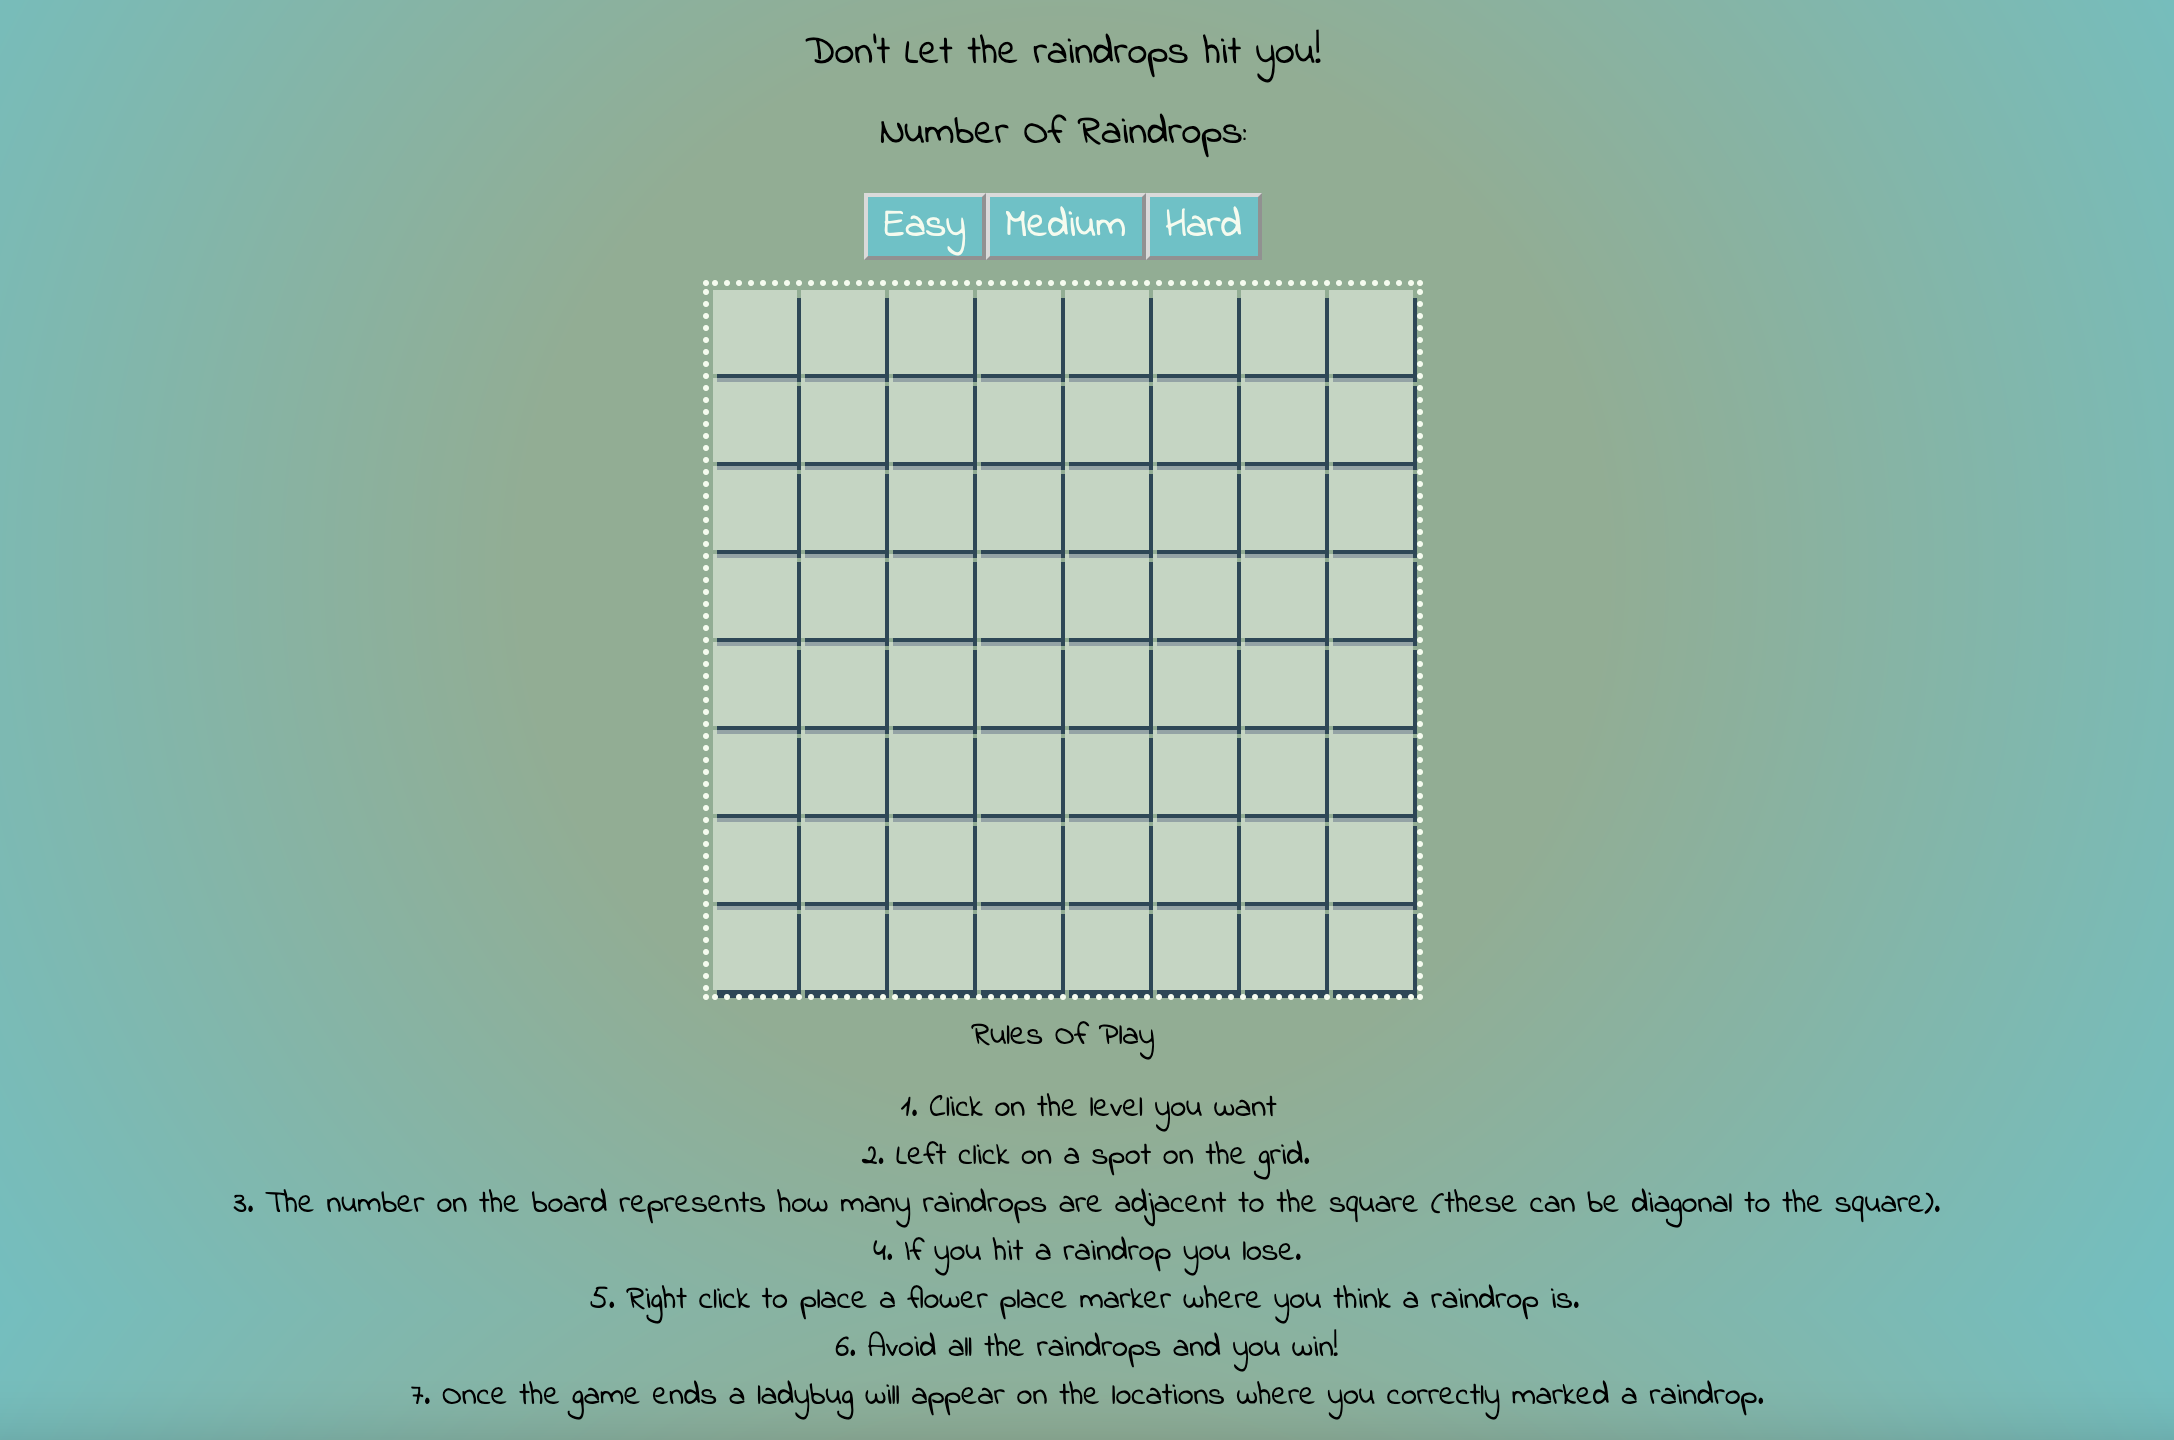 Don't Let the raindrops hit you!
Number Of Raindrops:
Easy Medium Hard
Rules Of Play
1. Click on the level you want
2. Left click on a spot on the grid.
3. The number on the board represents how many raindrops are adjacent to the square (these can be diagonal to the square).
4. If you hit a raindrop you lose.
5. Right click to place a flower place marker where you think a raindrop is.
6. Avoid all the raindrops and you win!
7. Once the game ends a ladybug will appear on the locations where you correctly marked a raindrop.